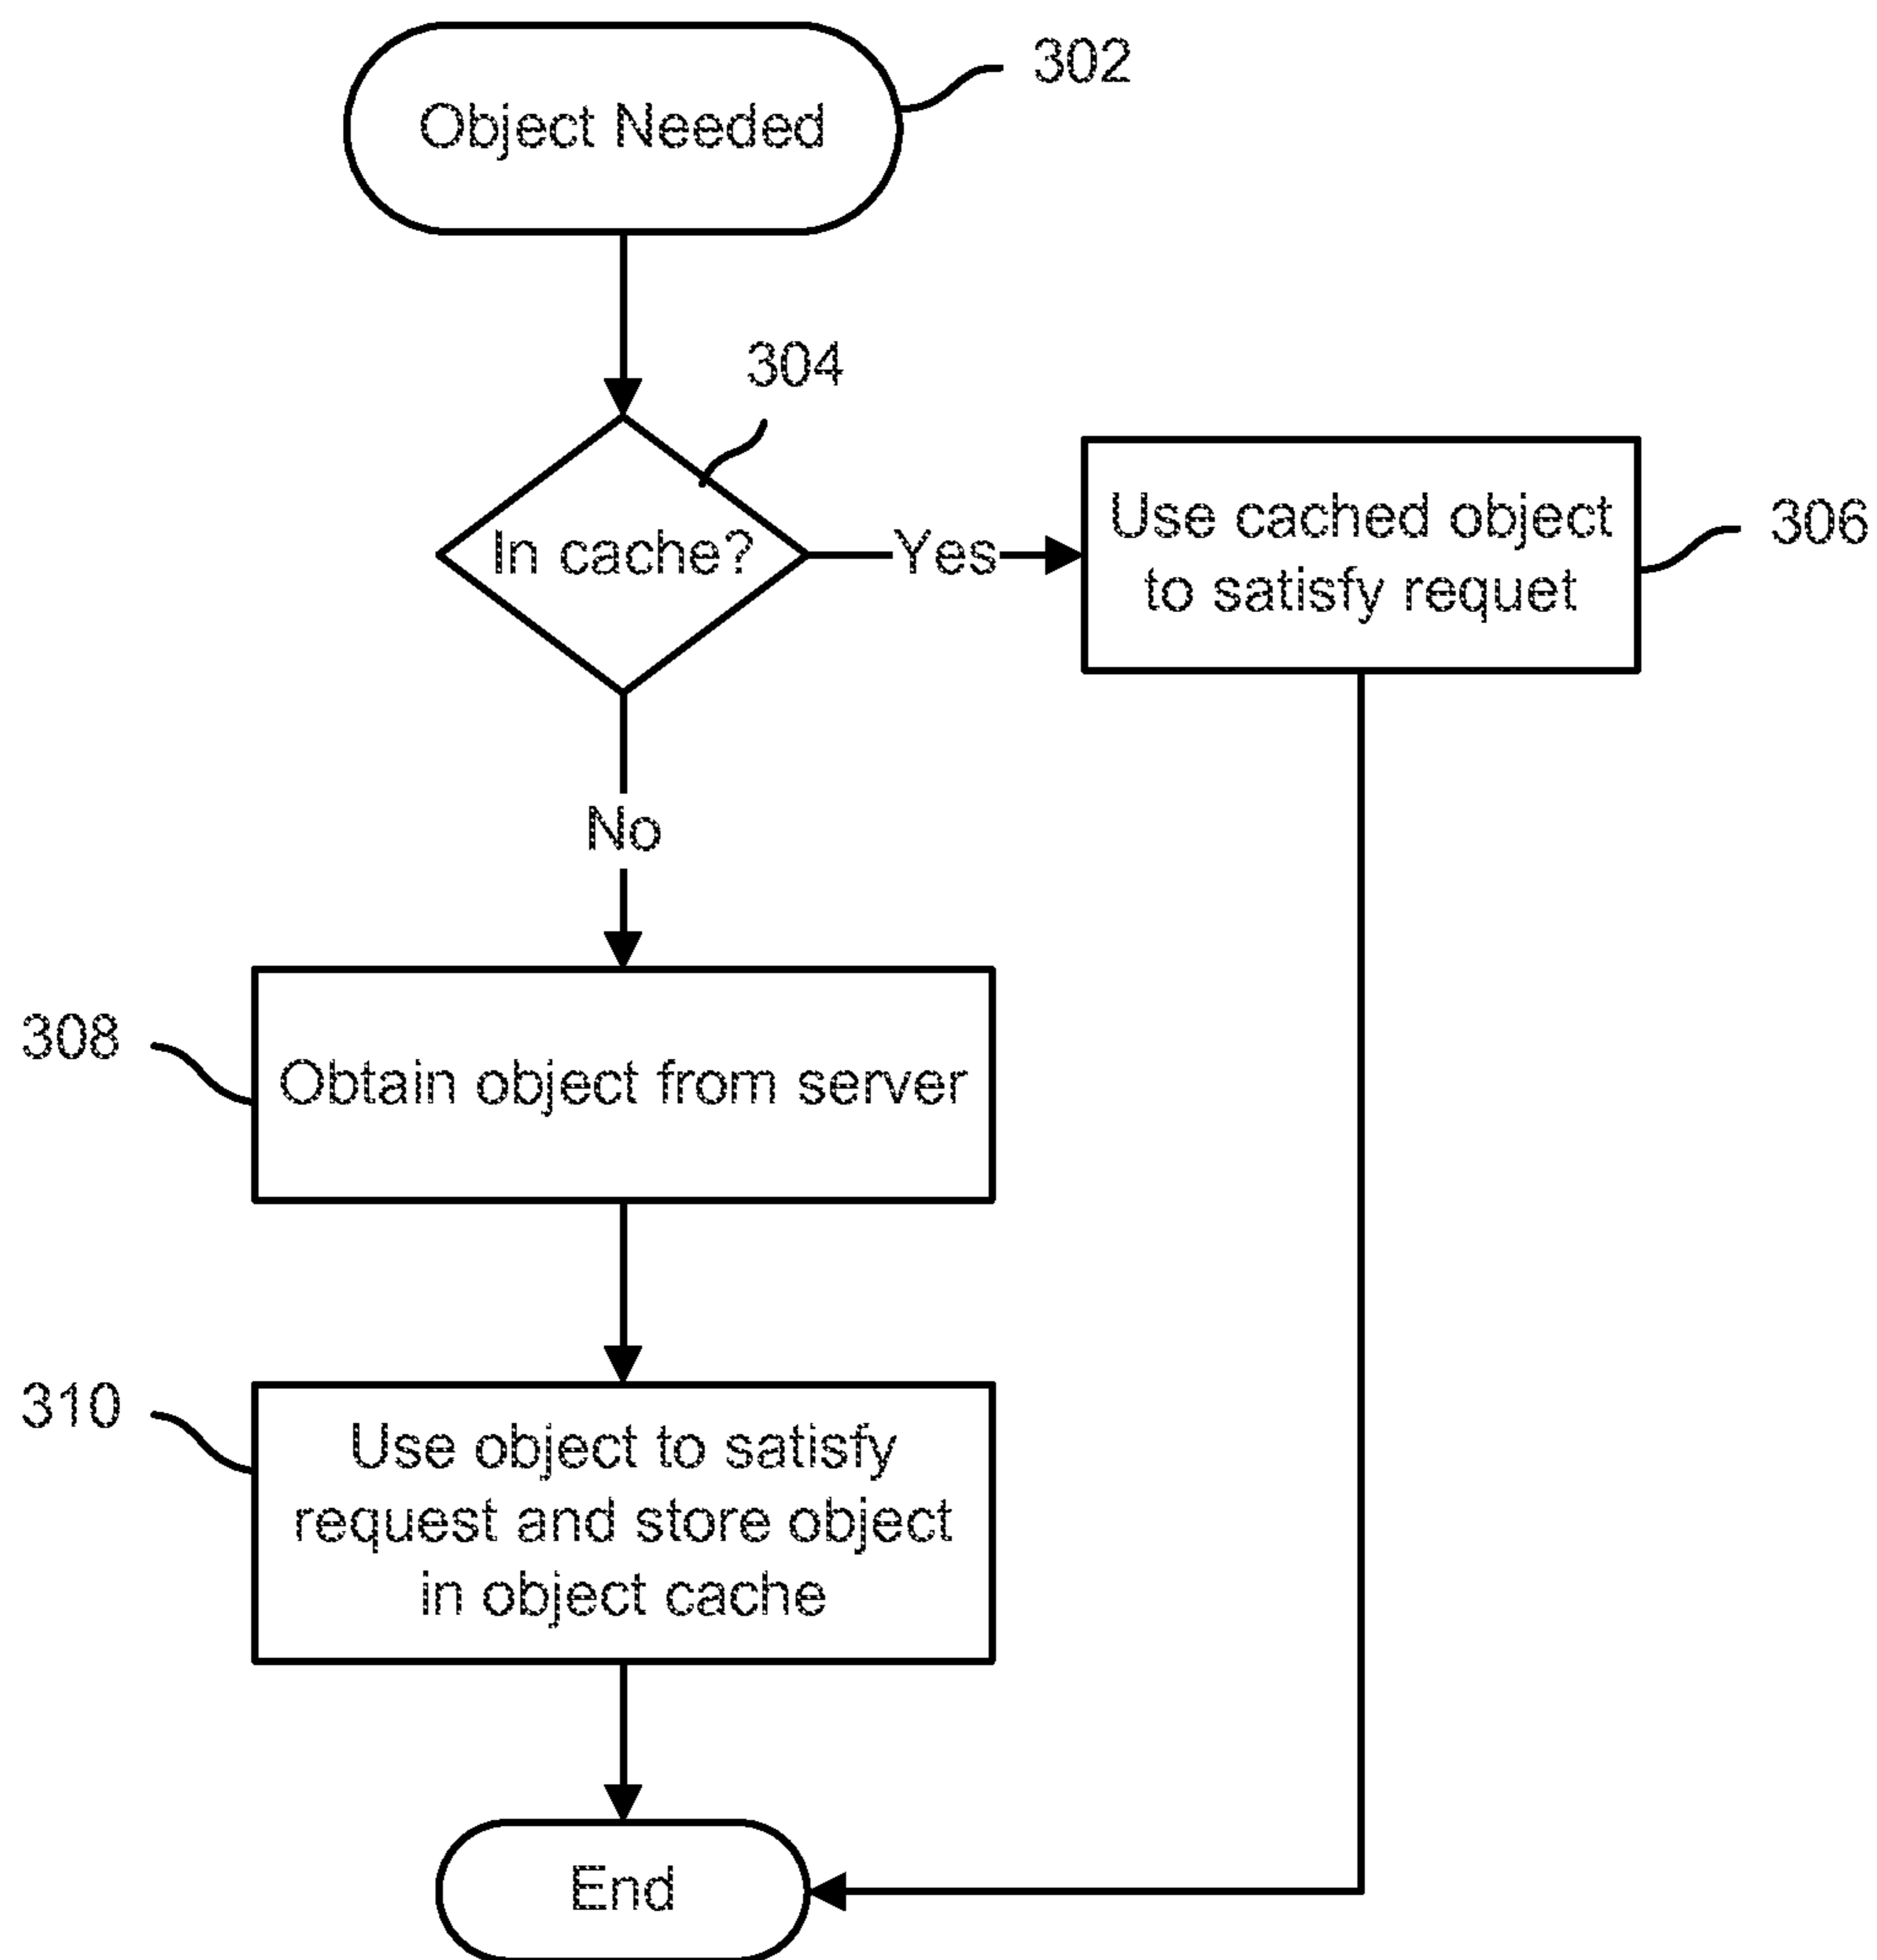 302
Object Needed
304
In cache?
Yes
Use cached object
to satisfy requet
306
No
308
Obtain object from server
310
Use object to satisfy
request and store object
in object cache
End